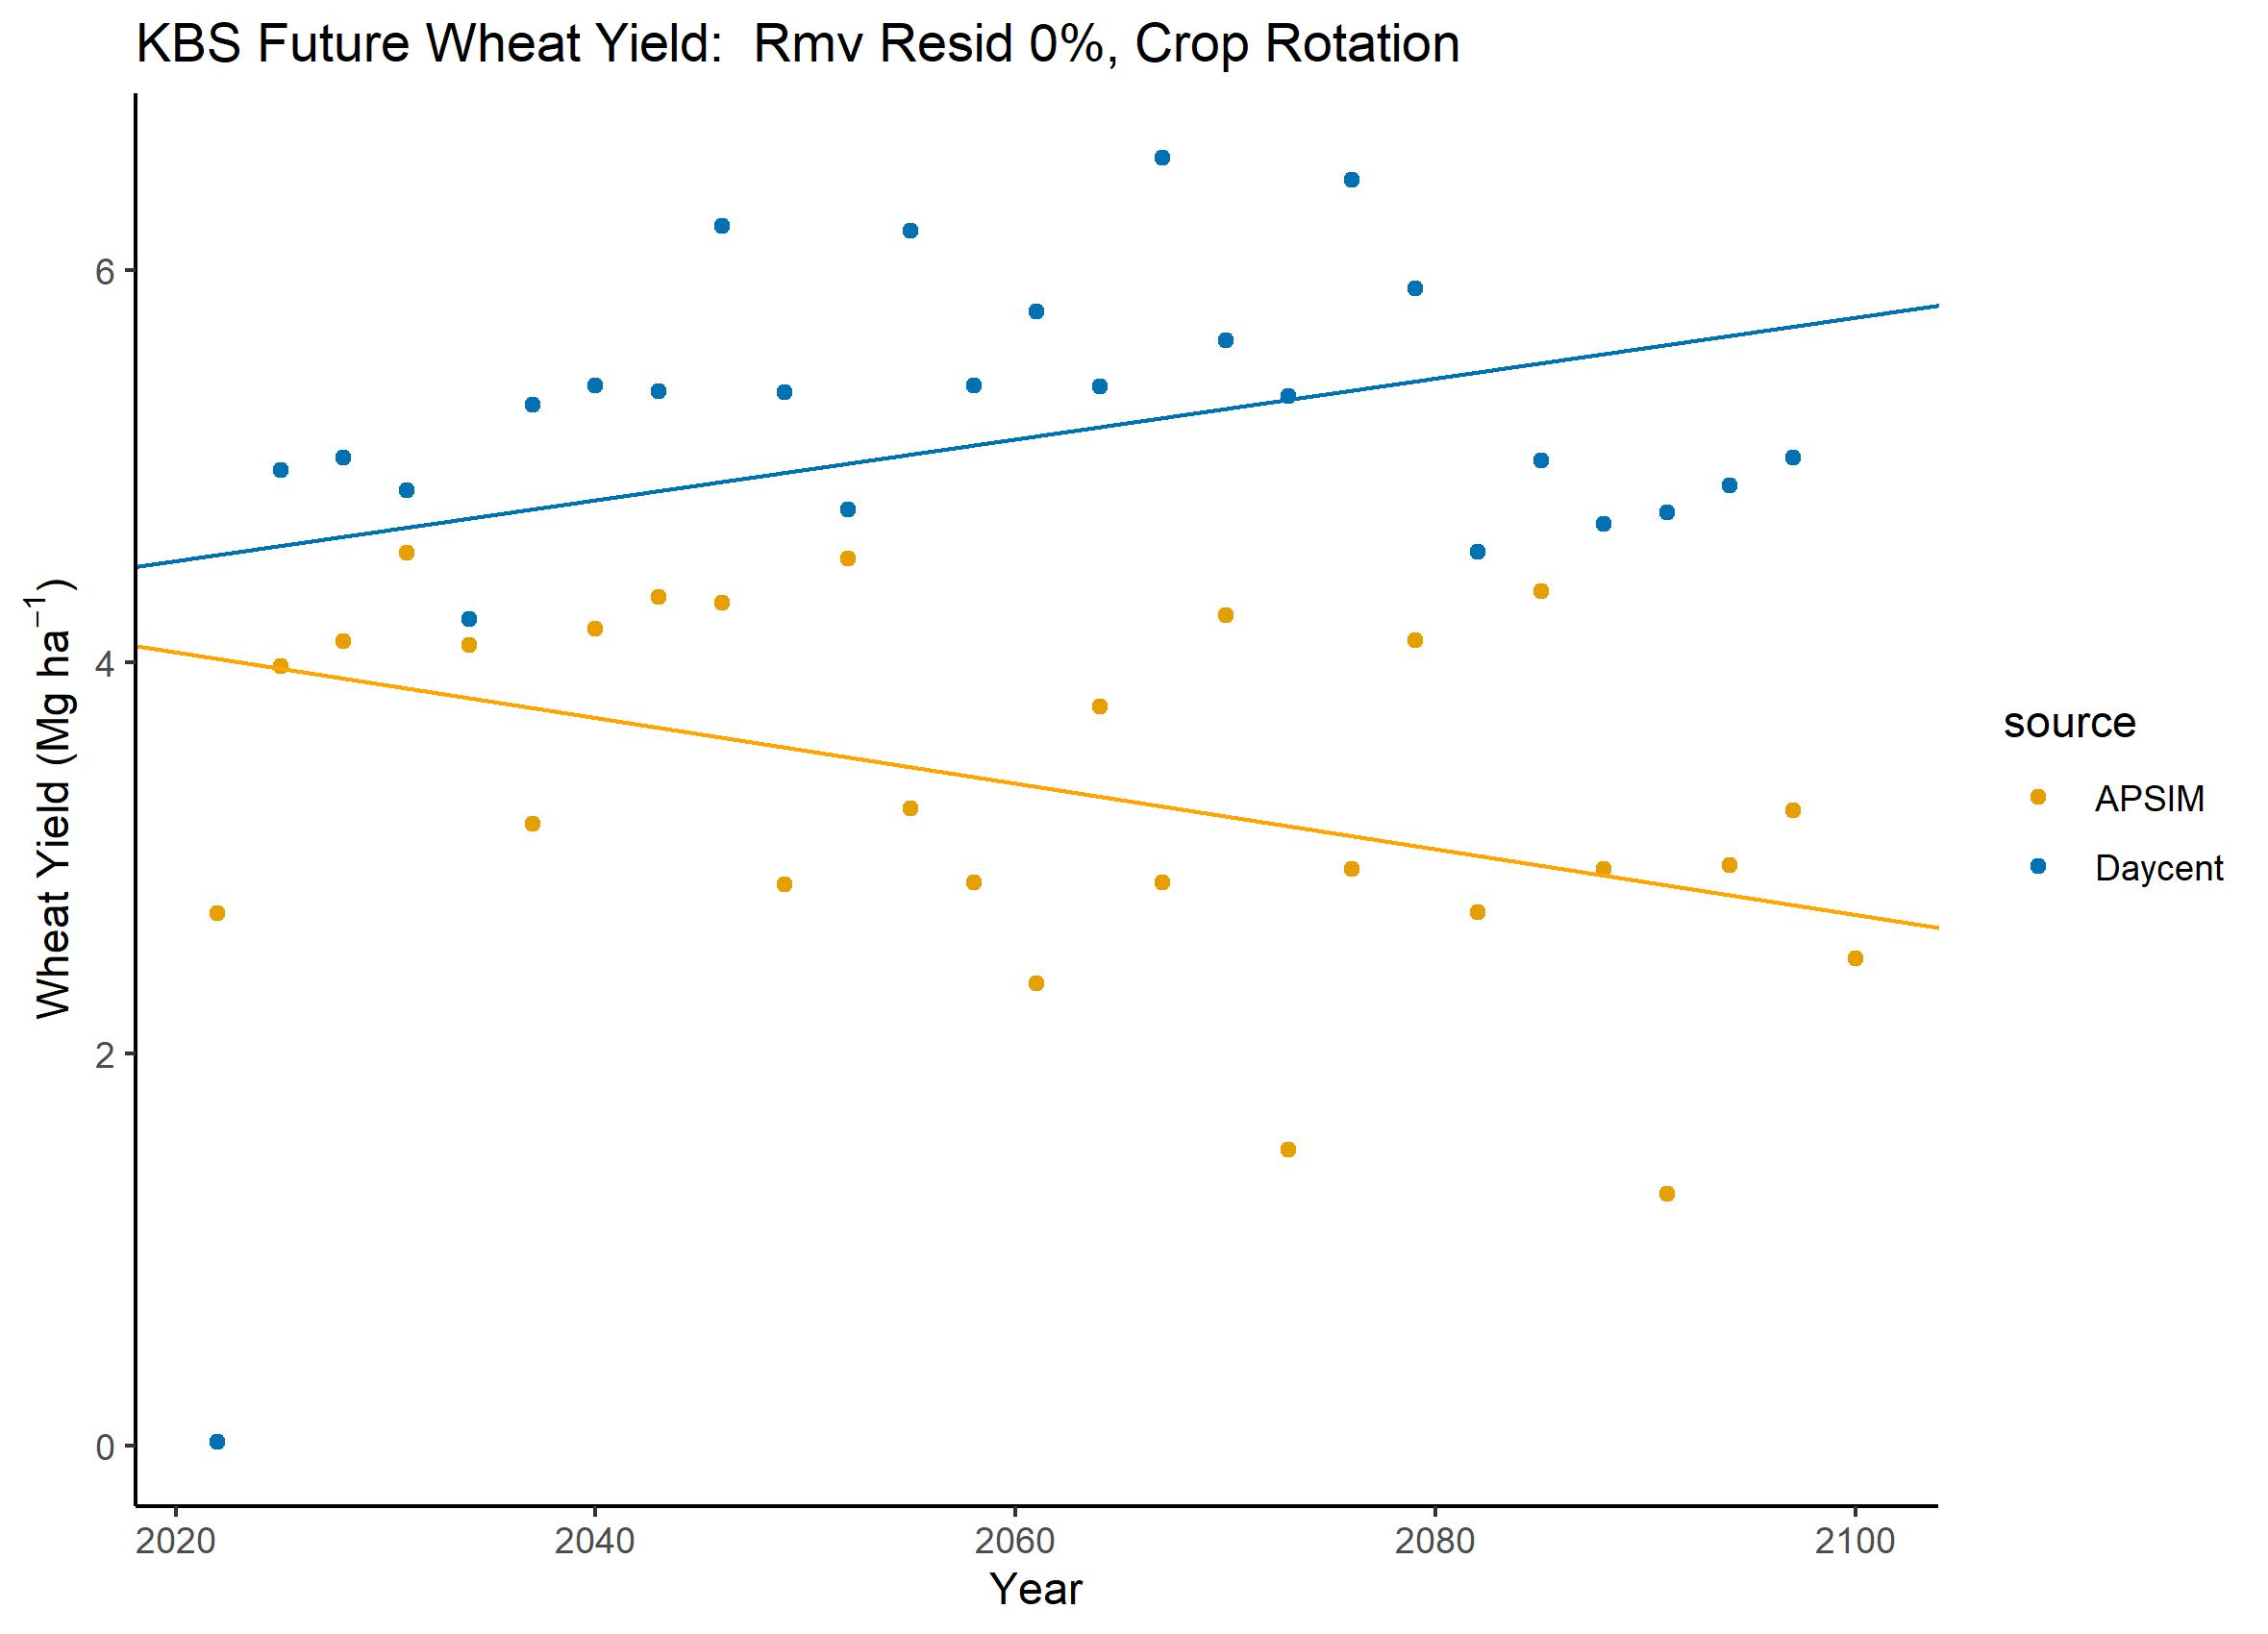 KBS Future Wheat Yield:  Rmv Resid 0%, Crop Rotation
Wheat Yield (Mg ha⁻¹)
6
4
2
0
2020 2040 2060 2080 2100
Year
source
APSIM
Daycent